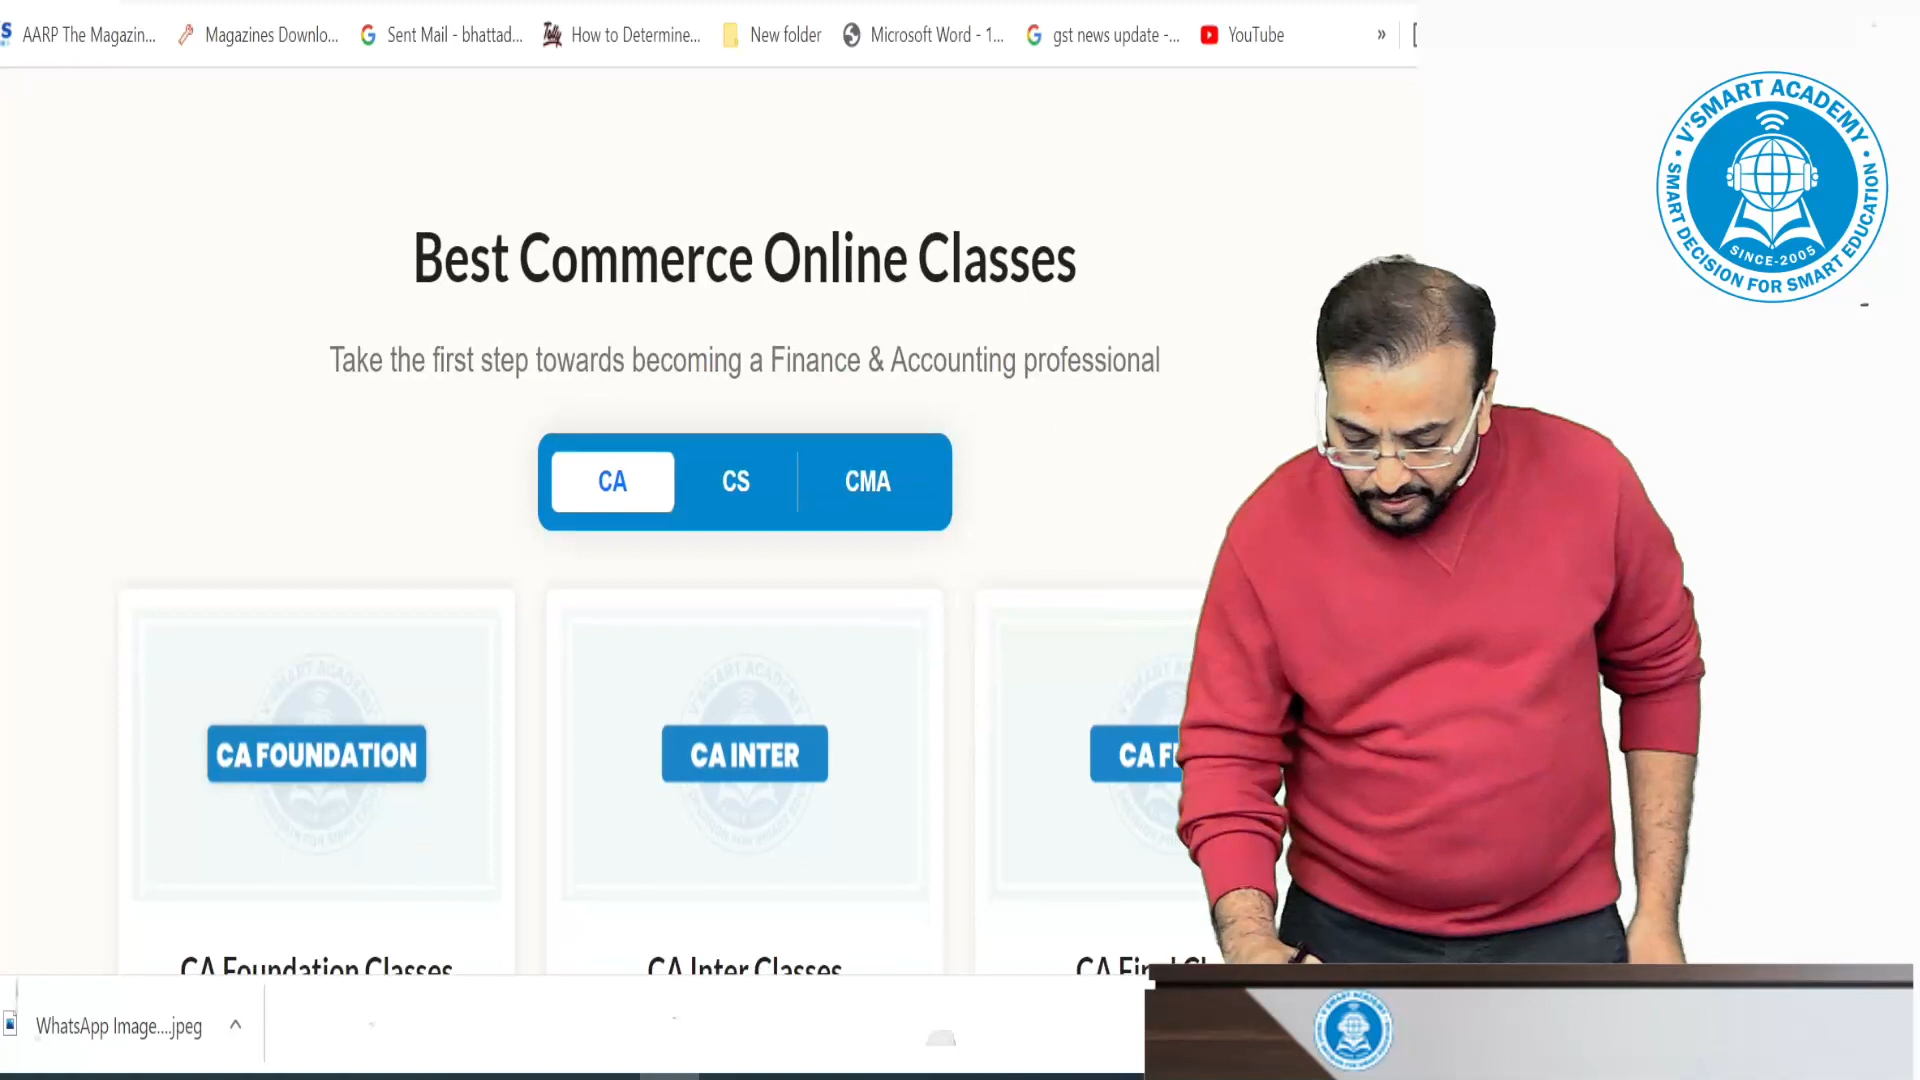 AARP The Magazin...
Magazines Downlo...
Sent Mail - bhattad...
How to Determine...
New folder
Microsoft Word - 1...
gst news update -...
YouTube
»
V'SMART ACADEMY
SINCE-2005
SMART DECISION FOR SMART EDUCATION
Best Commerce Online Classes
Take the first step towards becoming a Finance & Accounting professional
CA
CS
CMA
CA FOUNDATION
CA INTER
CA F
CA Foundation Classes
CA Inter Classes
CA Fin
WhatsApp Image....jpeg